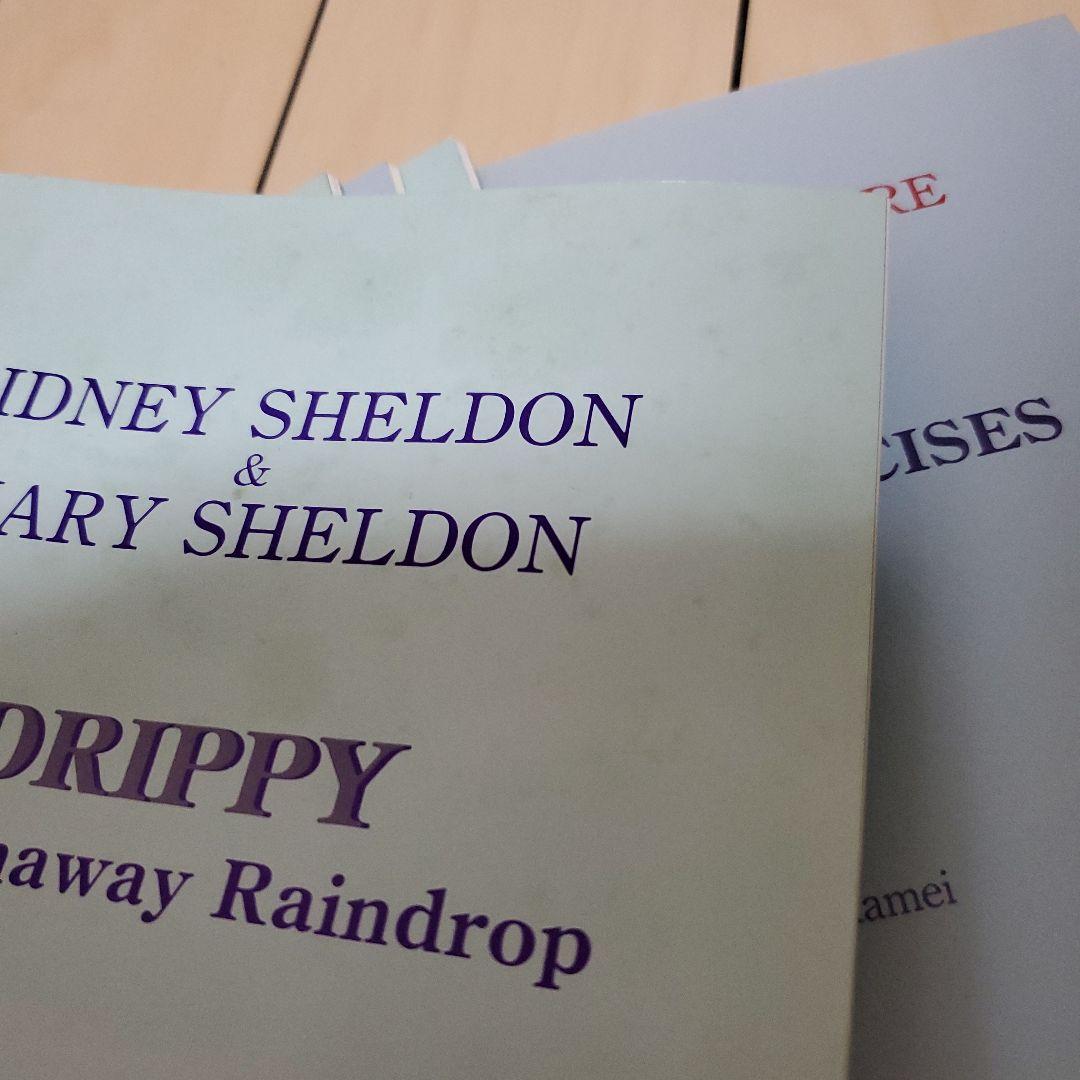 IDNEY SHELDON
&
ARY SHELDON
DRIPPY
naway Raindrop
RE
CISES
amei